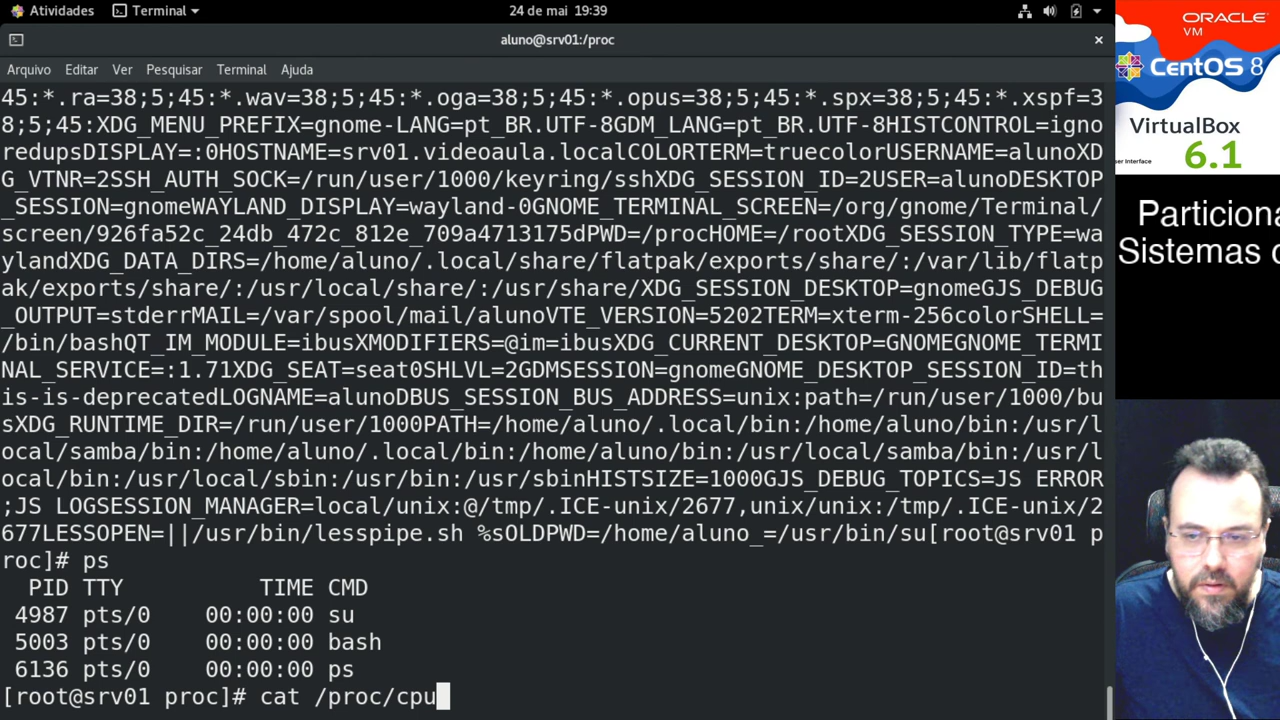 Atividades Terminal 24 de mai 19:39
aluno@srv01:/proc
Arquivo Editar Ver Pesquisar Terminal Ajuda
45:*.ra=38;5;45:*.wav=38;5;45:*.oga=38;5;45:*.opus=38;5;45:*.spx=38;5;45:*.xspf=3
8;5;45:XDG_MENU_PREFIX=gnome-LANG=pt_BR.UTF-8GDM_LANG=pt_BR.UTF-8HISTCONTROL=igno
redupsDISPLAY=:0HOSTNAME=srv01.videoaula.localCOLORTERM=truecolorUSERNAME=alunoXD
G_VTNR=2SSH_AUTH_SOCK=/run/user/1000/keyring/sshXDG_SESSION_ID=2USER=alunoDESKTOP
_SESSION=gnomeWAYLAND_DISPLAY=wayland-0GNOME_TERMINAL_SCREEN=/org/gnome/Terminal/
screen/926fa52c_24db_472c_812e_709a4713175dPWD=/procHOME=/rootXDG_SESSION_TYPE=wa
ylandXDG_DATA_DIRS=/home/aluno/.local/share/flatpak/exports/share/:/var/lib/flatp
ak/exports/share/:/usr/local/share/:/usr/share/XDG_SESSION_DESKTOP=gnomeGJS_DEBUG
_OUTPUT=stderrMAIL=/var/spool/mail/alunoVTE_VERSION=5202TERM=xterm-256colorSHELL=
/bin/bashQT_IM_MODULE=ibusXMODIFIERS=@im=ibusXDG_CURRENT_DESKTOP=GNOMEGNOME_TERMI
NAL_SERVICE=:1.71XDG_SEAT=seat0SHLVL=2GDMSESSION=gnomeGNOME_DESKTOP_SESSION_ID=th
is-is-deprecatedLOGNAME=alunoDBUS_SESSION_BUS_ADDRESS=unix:path=/run/user/1000/bu
sXDG_RUNTIME_DIR=/run/user/1000PATH=/home/aluno/.local/bin:/home/aluno/bin:/usr/l
ocal/samba/bin:/home/aluno/.local/bin:/home/aluno/bin:/usr/local/samba/bin:/usr/l
ocal/bin:/usr/local/sbin:/usr/bin:/usr/sbinHISTSIZE=1000GJS_DEBUG_TOPICS=JS ERROR
;JS LOGSESSION_MANAGER=local/unix:@/tmp/.ICE-unix/2677,unix/unix:/tmp/.ICE-unix/2
677LESSOPEN=||/usr/bin/lesspipe.sh %sOLDPWD=/home/aluno_=/usr/bin/su[root@srv01 p
roc]# ps
PID TTY TIME CMD
4987 pts/0 00:00:00 su
5003 pts/0 00:00:00 bash
6136 pts/0 00:00:00 ps
[root@srv01 proc]# cat /proc/cpu
ORACLE
VM
CentOS 8
VirtualBox
ser Interface 6.1
Particiona
Sistemas